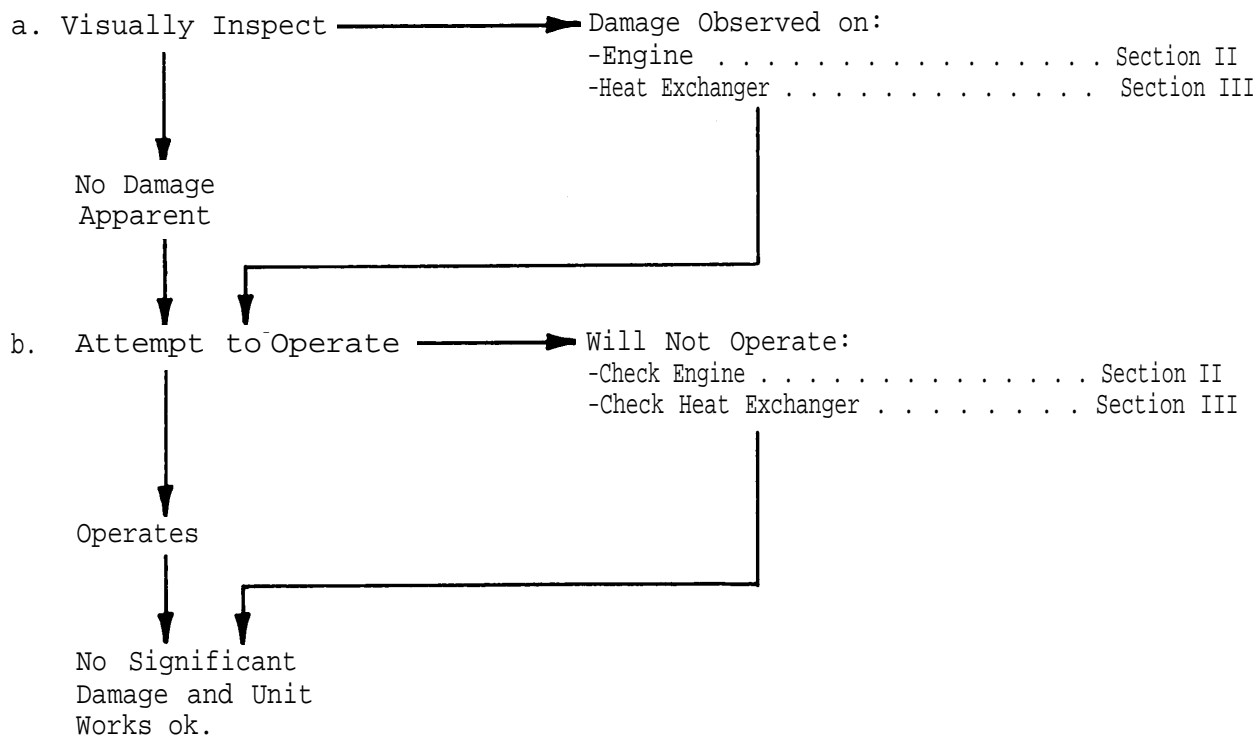 a. Visually Inspect
Damage Observed on:
-Engine . . . . . . . . . . . . . . . . Section II
-Heat Exchanger . . . . . . . . . . . . . Section III
No Damage
Apparent
b. Attempt to Operate
Will Not Operate:
-Check Engine . . . . . . . . . . . . . . Section II
-Check Heat Exchanger . . . . . . . . . Section III
Operates
No Significant
Damage and Unit
Works ok.